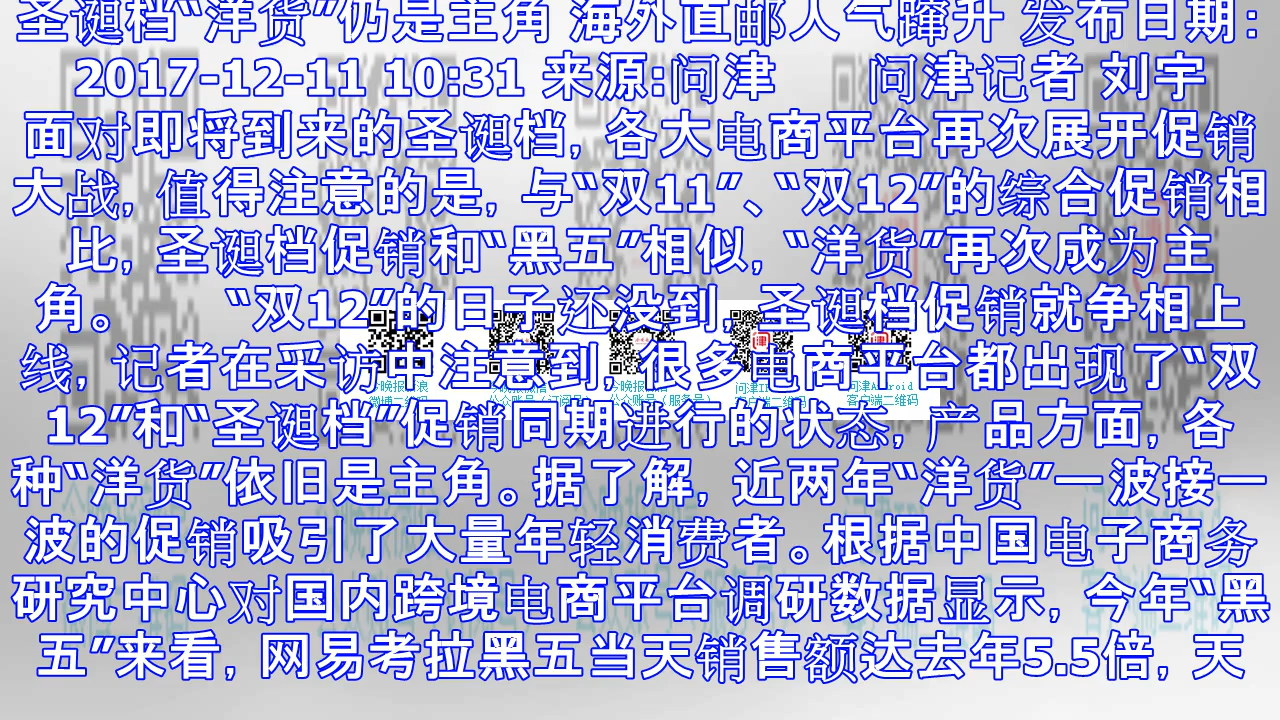 圣诞档“洋货”仍是主角 海外直邮人气蹿升 发布日期:
2017-12-11 10:31 来源:问津　　问津记者 刘宇
面对即将到来的圣诞档, 各大电商平台再次展开促销
大战, 值得注意的是, 与“双11”、“双12”的综合促销相
比, 圣诞档促销和“黑五”相似, “洋货”再次成为主
角。　　“双12”的日子还没到, 圣诞档促销就争相上
线, 记者在采访中注意到, 很多电商平台都出现了“双
12”和“圣诞档”促销同期进行的状态, 产品方面, 各
种“洋货”依旧是主角。据了解, 近两年“洋货”一波接一
波的促销吸引了大量年轻消费者。根据中国电子商务
研究中心对国内跨境电商平台调研数据显示, 今年“黑
五”来看, 网易考拉黑五当天销售额达去年5.5倍, 天